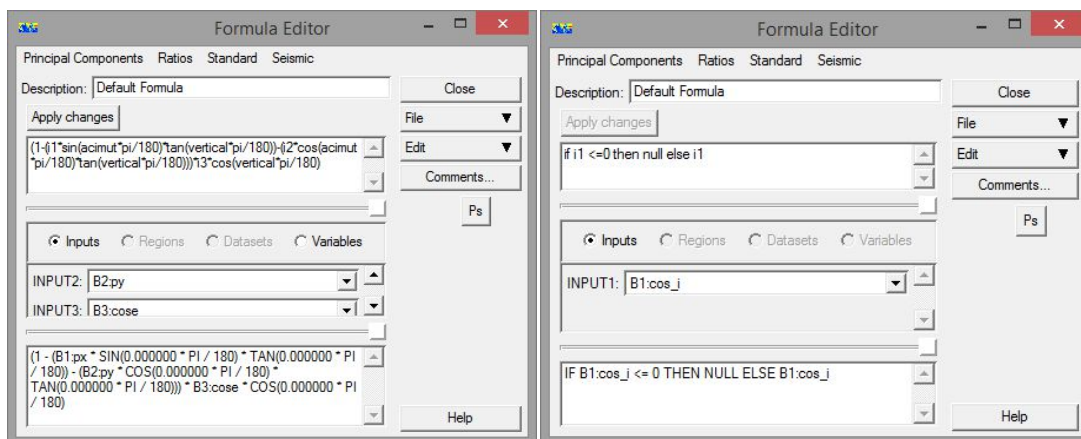 Formula Editor
Principal Components Ratios Standard Seismic
Description: Default Formula
Close
Apply changes
File
(1-(i1*sin(acimut*pi/180)*tan(vertical*pi/180))-(i2*cos(acimut
*pi/180)*tan(vertical*pi/180)))*i3*cos(vertical*pi/180)
Edit
Comments...
Ps
Inputs Regions Datasets Variables
INPUT2: B2:py
INPUT3: B3:cose
(1 - (B1:px * SIN(0.000000 * PI / 180) * TAN(0.000000 * PI
/ 180)) - (B2:py * COS(0.000000 * PI / 180) *
TAN(0.000000 * PI / 180))) * B3:cose * COS(0.000000 * PI
/ 180)
Help
Formula Editor
Principal Components Ratios Standard Seismic
Description: Default Formula
Close
Apply changes
File
if i1 <=0 then null else i1
Edit
Comments...
Ps
Inputs Regions Datasets Variables
INPUT1: B1:cos_i
IF B1:cos_i <= 0 THEN NULL ELSE B1:cos_i
Help